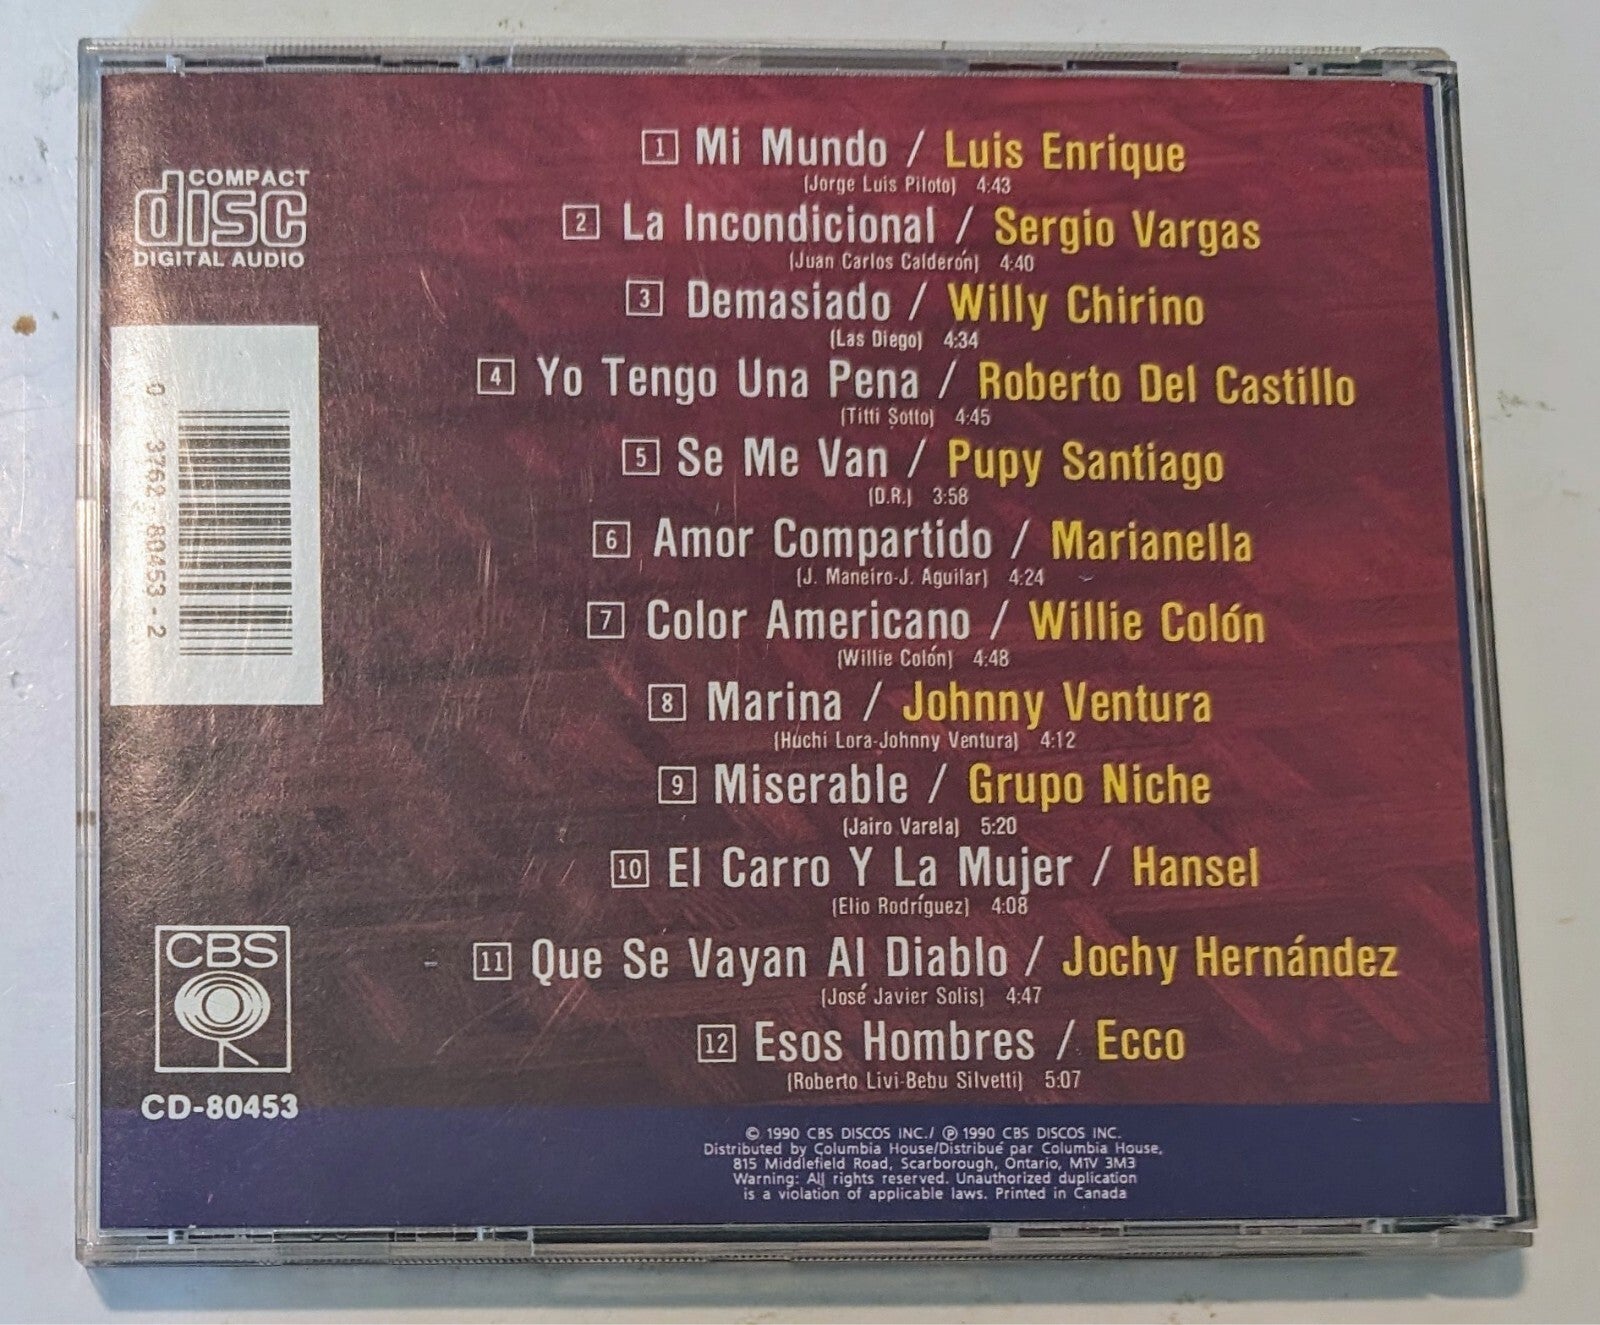 COMPACT
disc
DIGITAL AUDIO
0 3762-80453-2
CBS
CD-80453
1 Mi Mundo / Luis Enrique
(Jorge Luis Piloto) 4:43
2 La Incondicional / Sergio Vargas
(Juan Carlos Calderón) 4:40
3 Demasiado / Willy Chirino
(Las Diego) 4:34
4 Yo Tengo Una Pena / Roberto Del Castillo
(Titti Sotto) 4:45
5 Se Me Van / Pupy Santiago
(D.R.) 3:58
6 Amor Compartido / Marianella
(J. Maneiro-J. Aguilar) 4:24
7 Color Americano / Willie Colón
(Willie Colón) 4:48
8 Marina / Johnny Ventura
(Huchi Lora-Johnny Ventura) 4:12
9 Miserable / Grupo Niche
(Jairo Varela) 5:20
10 El Carro Y La Mujer / Hansel
(Elio Rodríguez) 4:08
11 Que Se Vayan Al Diablo / Jochy Hernández
(José Javier Solis) 4:47
12 Esos Hombres / Ecco
(Roberto Livi-Bebu Silvetti) 5:07
© 1990 CBS DISCOS INC./ ℗ 1990 CBS DISCOS INC.
Distributed by Columbia House/Distribué par Columbia House,
815 Middlefield Road, Scarborough, Ontario, M1V 3M3
Warning: All rights reserved. Unauthorized duplication
is a violation of applicable laws. Printed in Canada